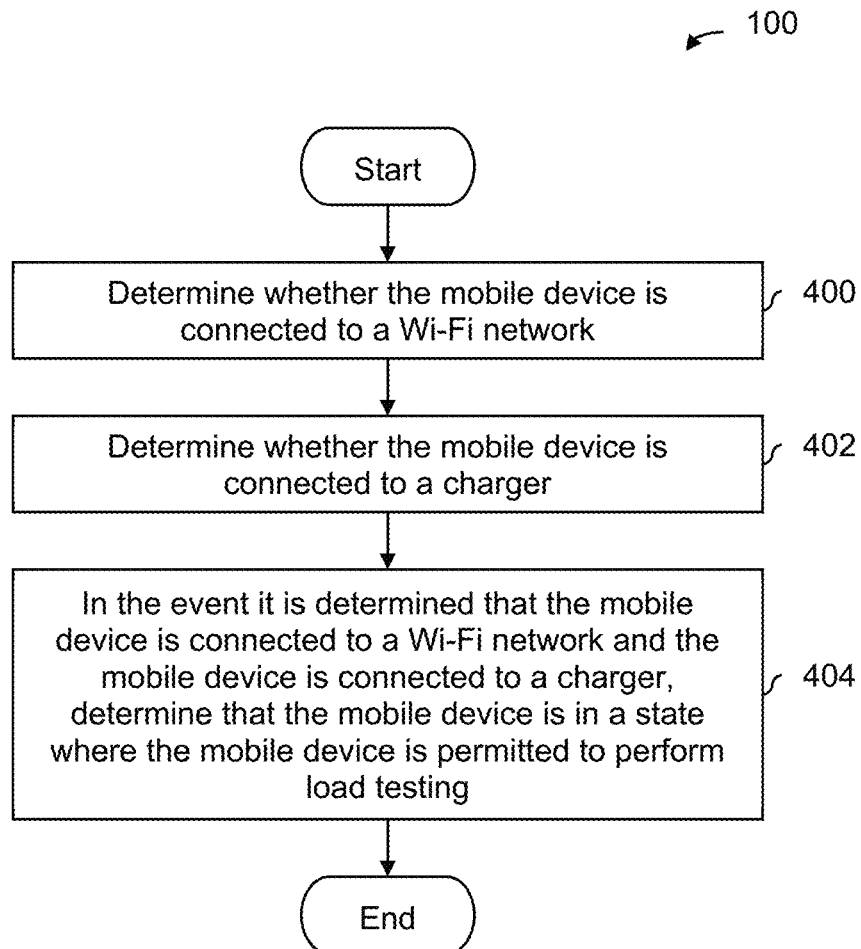 100
Start
Determine whether the mobile device is
connected to a Wi-Fi network
400
Determine whether the mobile device is
connected to a charger
402
In the event it is determined that the mobile
device is connected to a Wi-Fi network and the
mobile device is connected to a charger,
determine that the mobile device is in a state
where the mobile device is permitted to perform
load testing
404
End